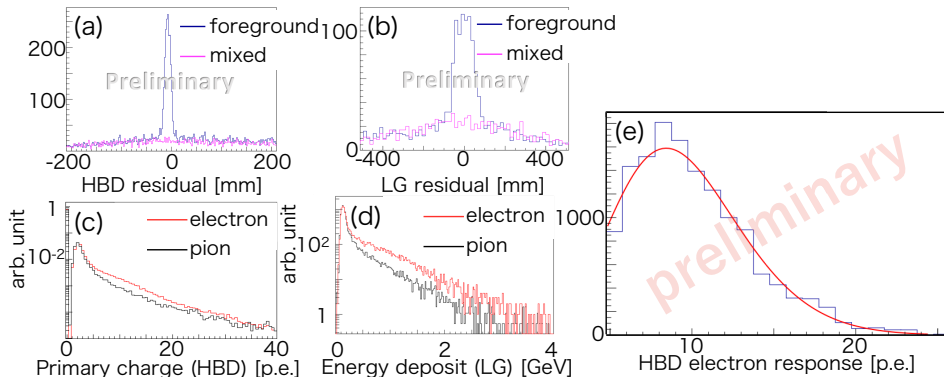 (a)
foreground
mixed
Preliminary
200
100
-200
0
200
HBD residual [mm]
(b)
foreground
mixed
Preliminary
100
0
-400
0
400
LG residual [mm]
(c)
electron
pion
arb. unit
1
10-2
0
20
40
Primary charge (HBD) [p.e.]
(d)
electron
pion
arb. unit
102
1
0
2
4
Energy deposit (LG) [GeV]
(e)
preliminary
1000
0
10
20
HBD electron response [p.e.]